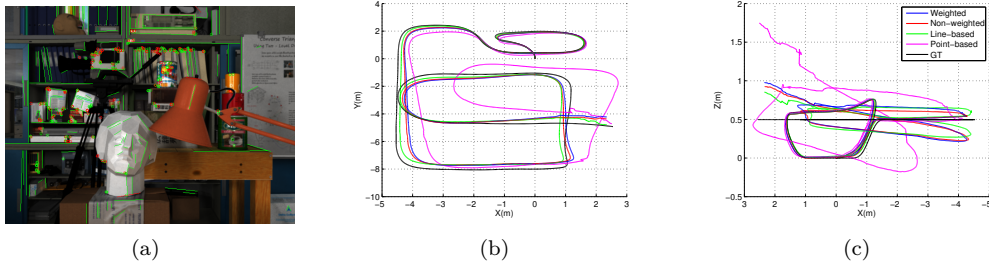 4
2
0
−2
−4
−6
−8
−10
Y(m)
−5 −4 −3 −2 −1 0 1 2 3
X(m)
2
1.5
1
0.5
0
−0.5
Z(m)
3 2 1 0 −1 −2 −3 −4 −5
X(m)
Weighted
Non−weighted
Line−based
Point−based
GT
(a) (b) (c)